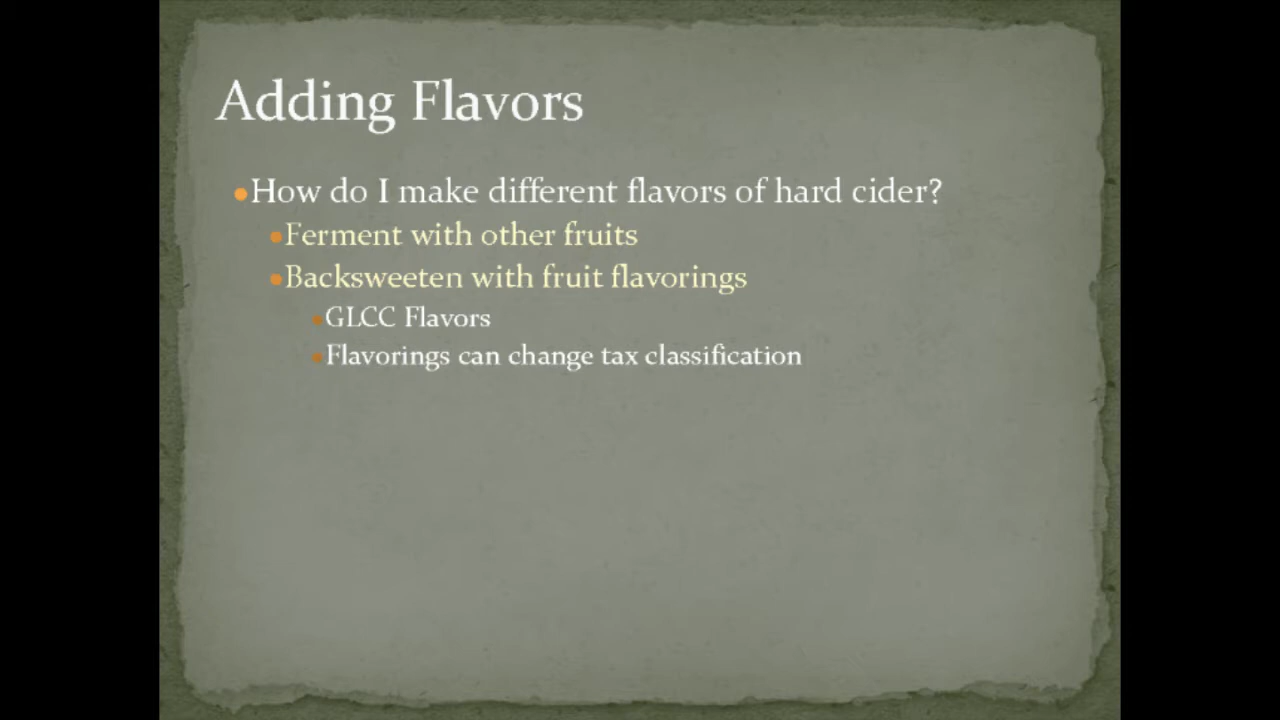 Adding Flavors
How do I make different flavors of hard cider?
Ferment with other fruits
Backsweeten with fruit flavorings
GLCC Flavors
Flavorings can change tax classification